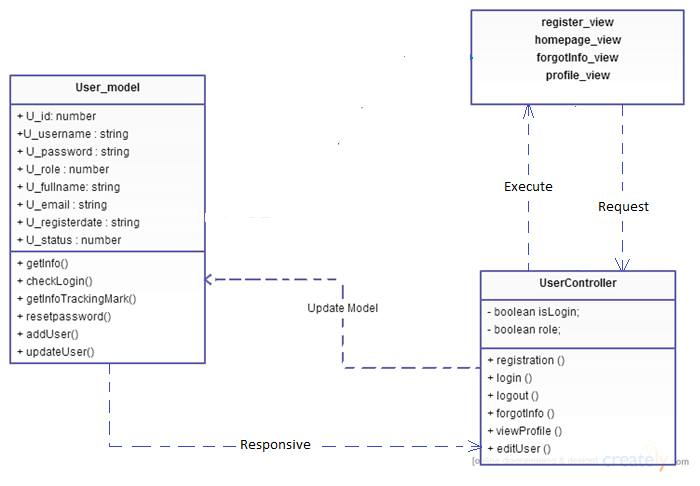 register_view
homepage_view
forgotInfo_view
profile_view
User_model
+ U_id: number
+U_username : string
+ U_password : string
+ U_role : number
+ U_fullname: string
+ U_email : string
+ U_registerdate : string
+ U_status : number
+ getInfo()
+ checkLogin()
+ getInfoTrackingMark()
+ resetpassword()
+ addUser()
+ updateUser()
Execute
Request
Update Model
UserController
- boolean isLogin;
- boolean role;
+ registration ()
+ login ()
+ logout ()
+ forgotInfo ()
+ viewProfile ()
+ editUser ()
Responsive
creately